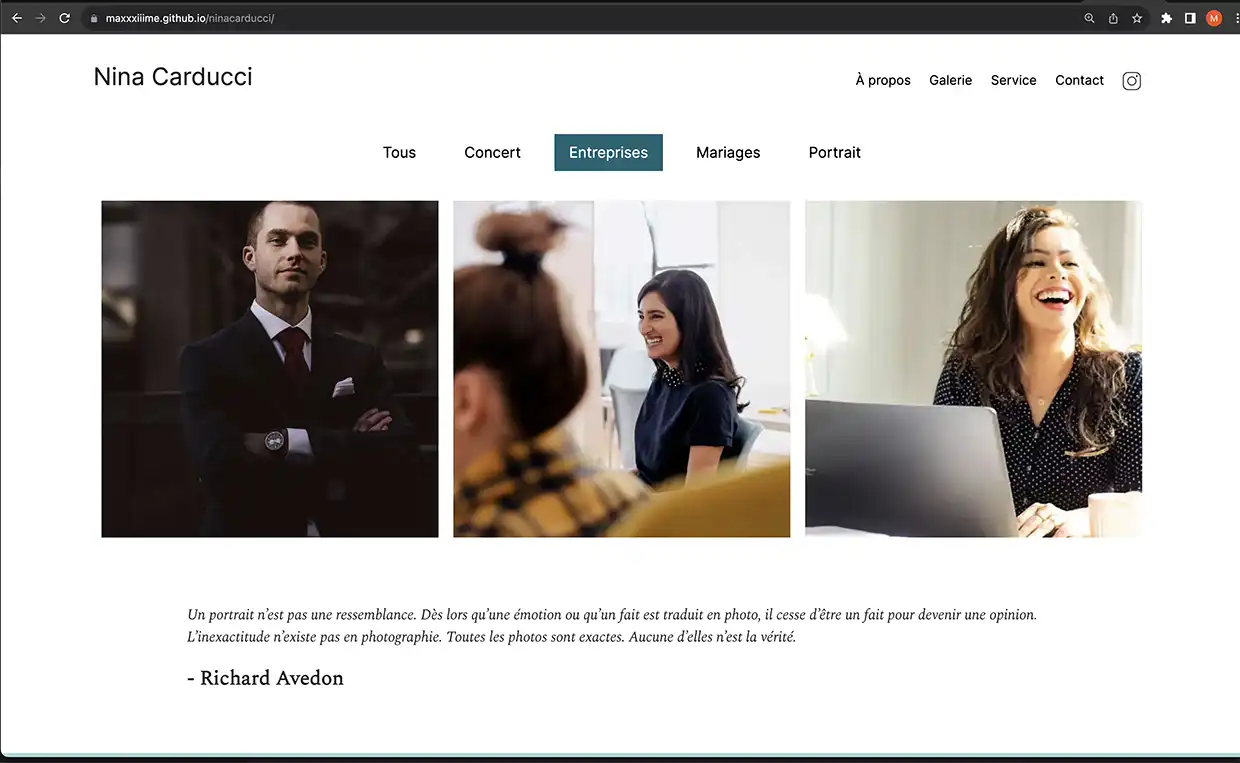 maxxxiiime.github.io/ninacarducci/
M
Nina Carducci
À propos Galerie Service Contact
Tous Concert Entreprises Mariages Portrait
Un portrait n’est pas une ressemblance. Dès lors qu’une émotion ou qu’un fait est traduit en photo, il cesse d’être un fait pour devenir une opinion.
L’inexactitude n’existe pas en photographie. Toutes les photos sont exactes. Aucune d’elles n’est la vérité.
- Richard Avedon